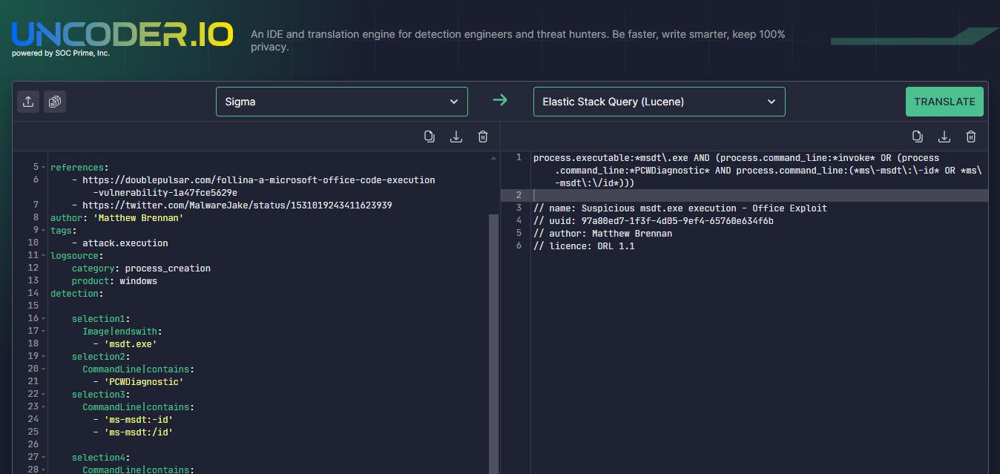 UNCODER.IO
powered by SOC Prime, Inc.
An IDE and translation engine for detection engineers and threat hunters. Be faster, write smarter, keep 100%
privacy.
Sigma
Elastic Stack Query (Lucene)
TRANSLATE
5 references:
6 - https://doublepulsar.com/follina-a-microsoft-office-code-execution
-vulnerability-1a47fce5629e
7 - https://twitter.com/MalwareJake/status/1531019243411623939
8 author: 'Matthew Brennan'
9 tags:
10 - attack.execution
11 logsource:
12 category: process_creation
13 product: windows
14 detection:
15
16 selection1:
17 Image|endswith:
18 - 'msdt.exe'
19 selection2:
20 CommandLine|contains:
21 - 'PCWDiagnostic'
22 selection3:
23 CommandLine|contains:
24 - 'ms-msdt:-id'
25 - 'ms-msdt:/id'
26
27 selection4:
28 CommandLine|contains:
1 process.executable:*msdt\.exe AND (process.command_line:*invoke* OR (process
.command_line:*PCWDiagnostic* AND process.command_line:(*ms\-msdt\:\-id* OR *ms\
-msdt\:\/id*)))
2
3 // name: Suspicious msdt.exe execution - Office Exploit
4 // uuid: 97a80ed7-1f3f-4d05-9ef4-65760e634f6b
5 // author: Matthew Brennan
6 // licence: DRL 1.1